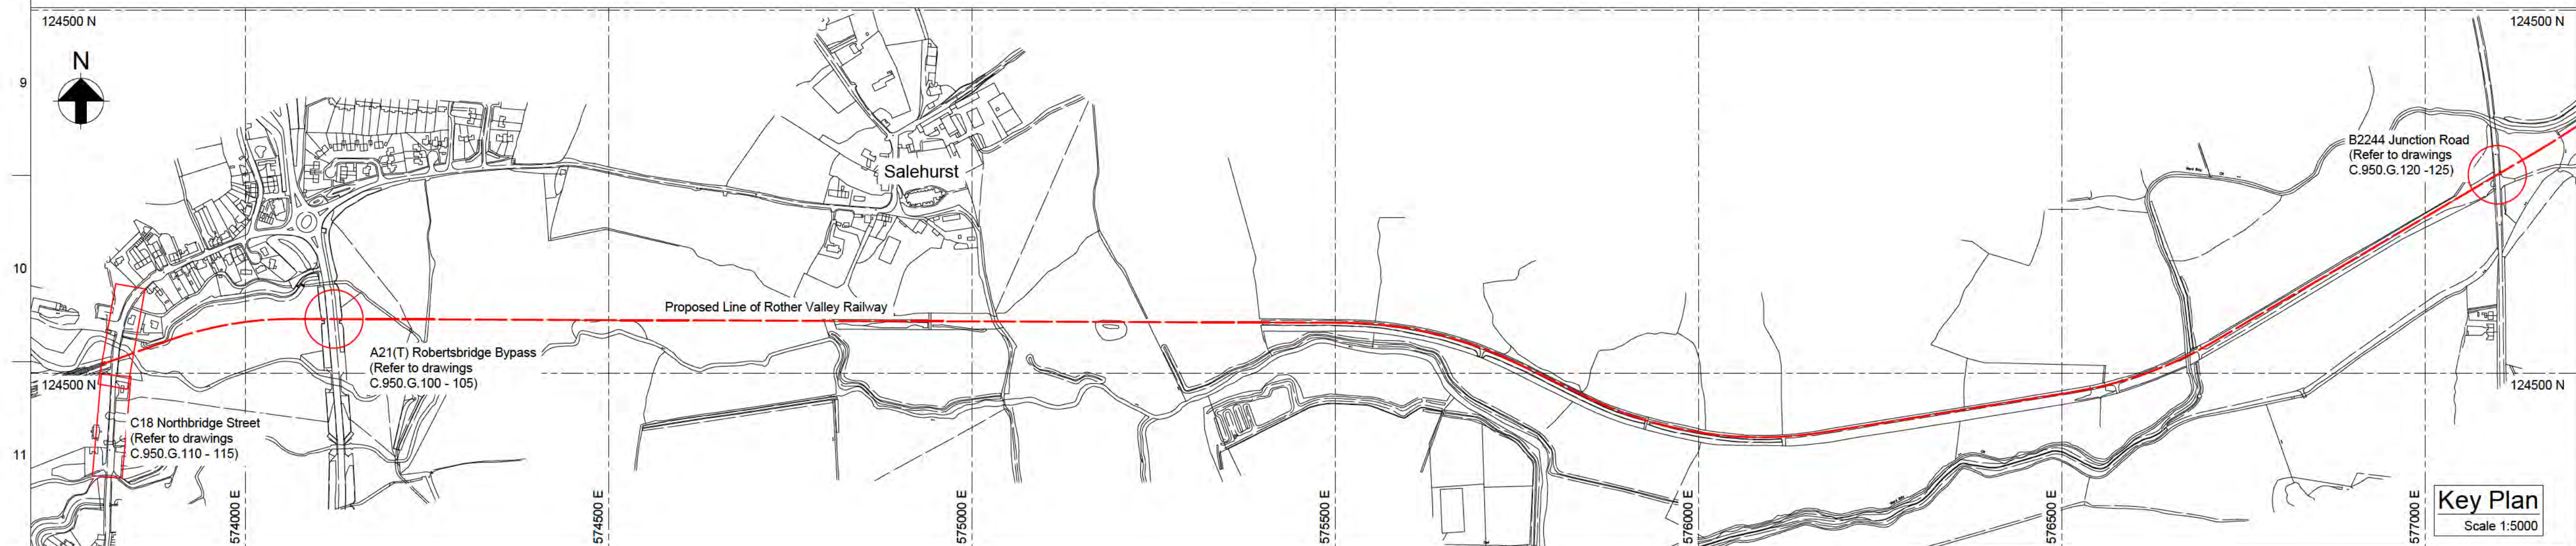 124500 N
124500 N
N
9
B2244 Junction Road
(Refer to drawings
C.950.G.120 -125)
Salehurst
10
Proposed Line of Rother Valley Railway
A21(T) Robertsbridge Bypass
(Refer to drawings
C.950.G.100 - 105)
124500 N
124500 N
C18 Northbridge Street
(Refer to drawings
C.950.G.110 - 115)
11
574000 E
574500 E
575000 E
575500 E
576000 E
576500 E
577000 E
Key Plan
Scale 1:5000